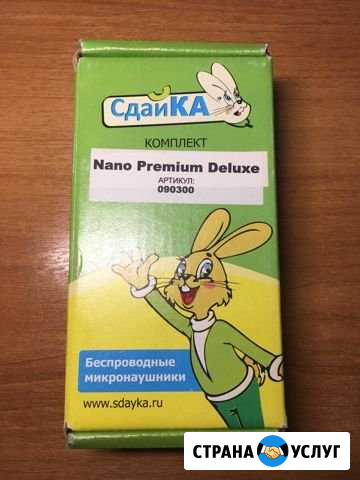 СдайКА
КОМПЛЕКТ
Nano Premium Deluxe
АРТИКУЛ:
090300
Беспроводные
микронаушники
www.sdayka.ru
СТРАНА УСЛУГ